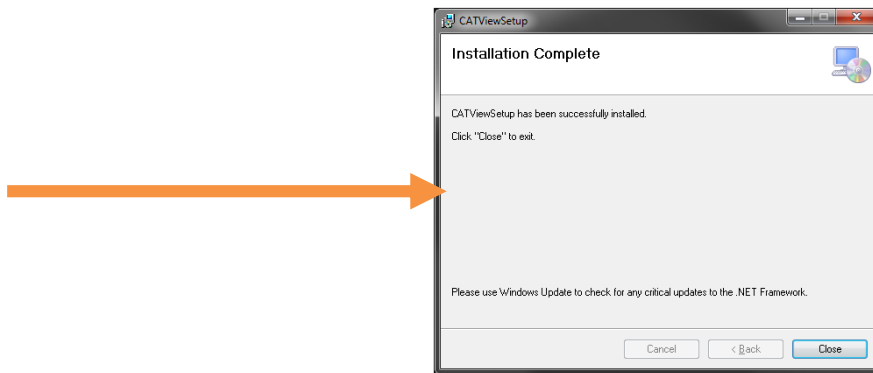 CATViewSetup
Installation Complete
CATViewSetup has been successfully installed.
Click "Close" to exit.
Please use Windows Update to check for any critical updates to the .NET Framework.
Cancel < Back Close